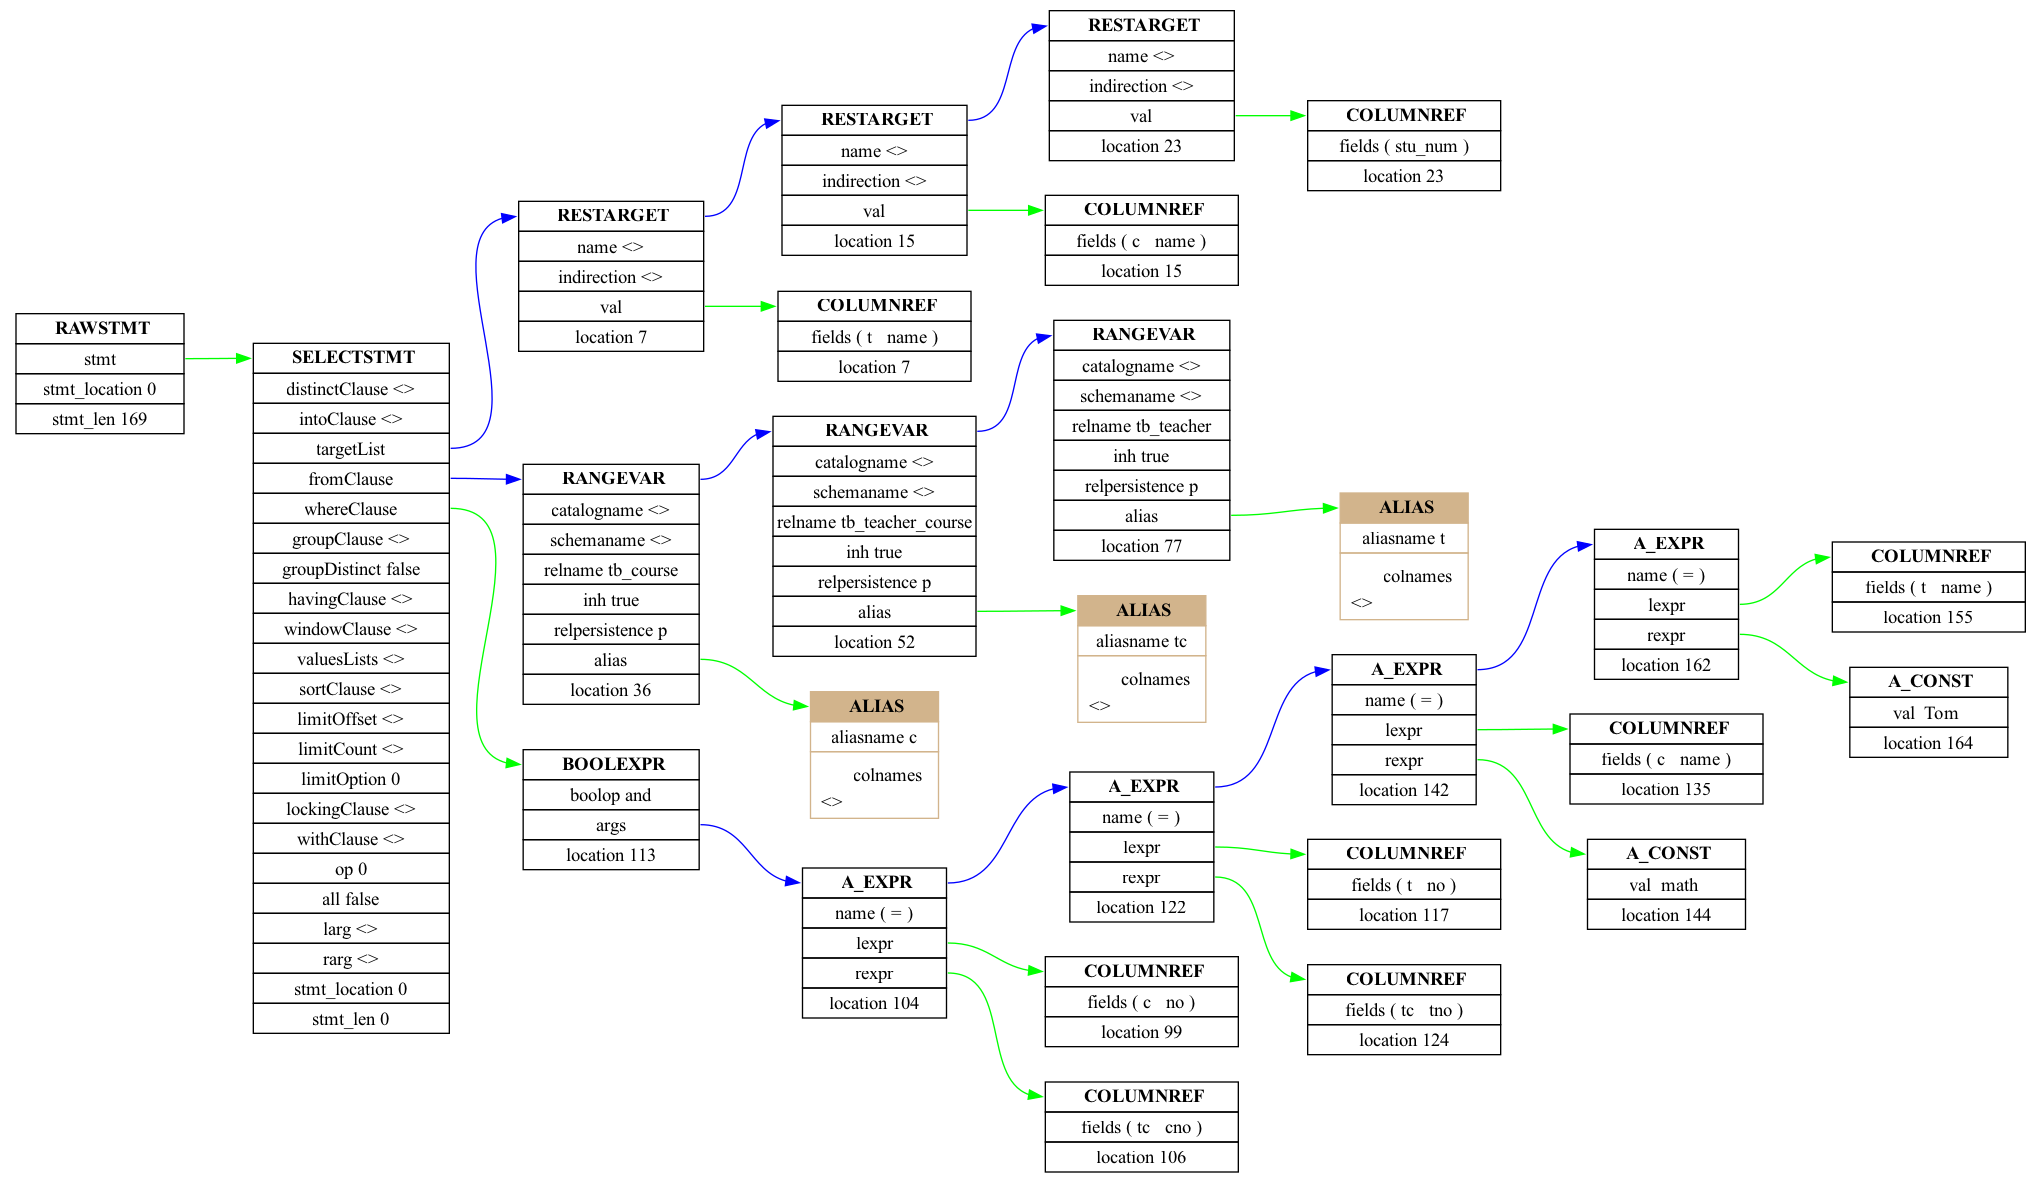 RAWSTMT
stmt
stmt_location 0
stmt_len 169
SELECTSTMT
distinctClause <>
intoClause <>
targetList
fromClause
whereClause
groupClause <>
groupDistinct false
havingClause <>
windowClause <>
valuesLists <>
sortClause <>
limitOffset <>
limitCount <>
limitOption 0
lockingClause <>
withClause <>
op 0
all false
larg <>
rarg <>
stmt_location 0
stmt_len 0
RESTARGET
name <>
indirection <>
val
location 7
COLUMNREF
fields ( t name )
location 7
RESTARGET
name <>
indirection <>
val
location 15
COLUMNREF
fields ( c name )
location 15
RESTARGET
name <>
indirection <>
val
location 23
COLUMNREF
fields ( stu_num )
location 23
RANGEVAR
catalogname <>
schemaname <>
relname tb_course
inh true
relpersistence p
alias
location 36
ALIAS
aliasname c
colnames
<>
RANGEVAR
catalogname <>
schemaname <>
relname tb_teacher_course
inh true
relpersistence p
alias
location 52
ALIAS
aliasname tc
colnames
<>
RANGEVAR
catalogname <>
schemaname <>
relname tb_teacher
inh true
relpersistence p
alias
location 77
ALIAS
aliasname t
colnames
<>
BOOLEXPR
boolop and
args
location 113
A_EXPR
name ( = )
lexpr
rexpr
location 104
COLUMNREF
fields ( c no )
location 99
COLUMNREF
fields ( tc cno )
location 106
A_EXPR
name ( = )
lexpr
rexpr
location 122
COLUMNREF
fields ( t no )
location 117
COLUMNREF
fields ( tc tno )
location 124
A_EXPR
name ( = )
lexpr
rexpr
location 142
COLUMNREF
fields ( c name )
location 135
A_CONST
val math
location 144
A_EXPR
name ( = )
lexpr
rexpr
location 162
COLUMNREF
fields ( t name )
location 155
A_CONST
val Tom
location 164